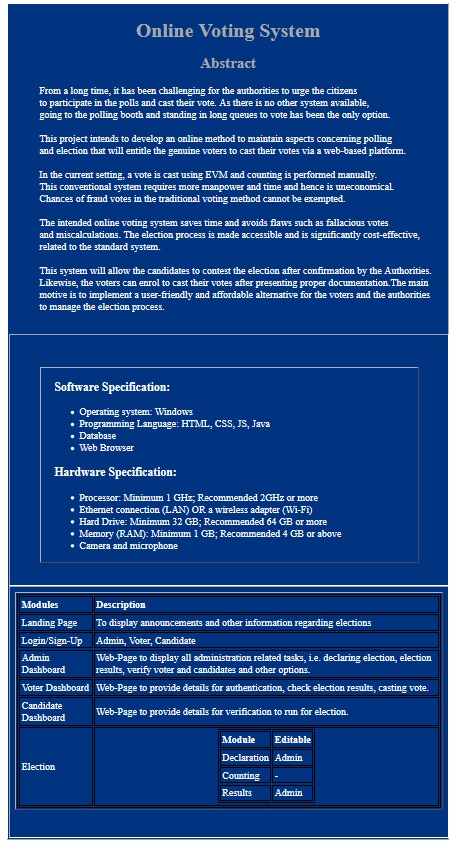 Online Voting System
Abstract
From a long time, it has been challenging for the authorities to urge the citizens
to participate in the polls and cast their vote. As there is no other system available,
going to the polling booth and standing in long queues to vote has been the only option.
This project intends to develop an online method to maintain aspects concerning polling
and election that will entitle the genuine voters to cast their votes via a web-based platform.
In the current setting, a vote is cast using EVM and counting is performed manually.
This conventional system requires more manpower and time and hence is uneconomical.
Chances of fraud votes in the traditional voting method cannot be exempted.
The intended online voting system saves time and avoids flaws such as fallacious votes
and miscalculations. The election process is made accessible and is significantly cost-effective,
related to the standard system.
This system will allow the candidates to contest the election after confirmation by the Authorities.
Likewise, the voters can enrol to cast their votes after presenting proper documentation.The main
motive is to implement a user-friendly and affordable alternative for the voters and the authorities
to manage the election process.
Software Specification:
• Operating system: Windows
• Programming Language: HTML, CSS, JS, Java
• Database
• Web Browser
Hardware Specification:
• Processor: Minimum 1 GHz; Recommended 2GHz or more
• Ethernet connection (LAN) OR a wireless adapter (Wi-Fi)
• Hard Drive: Minimum 32 GB; Recommended 64 GB or more
• Memory (RAM): Minimum 1 GB; Recommended 4 GB or above
• Camera and microphone
Modules Description
Landing Page To display announcements and other information regarding elections
Login/Sign-Up Admin, Voter, Candidate
Admin
Dashboard
Web-Page to display all administration related tasks, i.e. declaring election, election
results, verify voter and candidates and other options.
Voter Dashboard Web-Page to provide details for authentication, check election results, casting vote.
Candidate
Dashboard
Web-Page to provide details for verification to run for election.
Election
Module Editable
Declaration Admin
Counting -
Results Admin